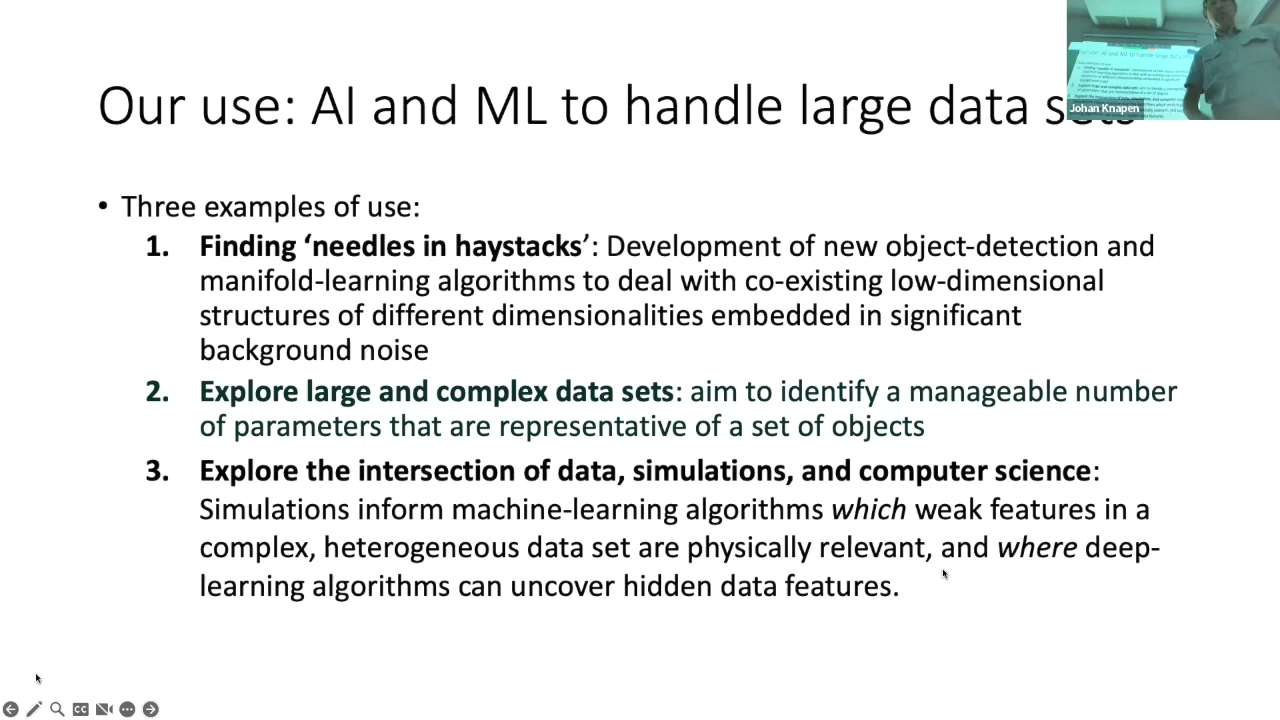 Our use: AI and ML to handle large data sets
Johan Knapen
• Three examples of use:
1. Finding ‘needles in haystacks’: Development of new object-detection and
manifold-learning algorithms to deal with co-existing low-dimensional
structures of different dimensionalities embedded in significant
background noise
2. Explore large and complex data sets: aim to identify a manageable number
of parameters that are representative of a set of objects
3. Explore the intersection of data, simulations, and computer science:
Simulations inform machine-learning algorithms which weak features in a
complex, heterogeneous data set are physically relevant, and where deep-
learning algorithms can uncover hidden data features.
CC